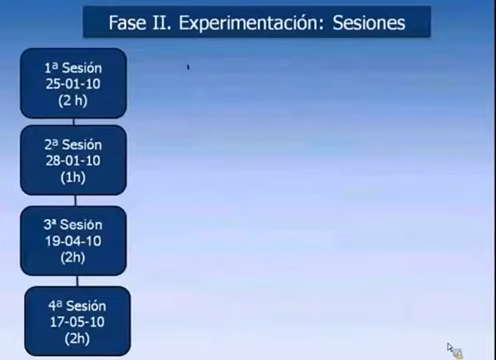 Fase II. Experimentación: Sesiones
1ª Sesión
25-01-10
(2 h)
2ª Sesión
28-01-10
(1h)
3ª Sesión
19-04-10
(2h)
4ª Sesión
17-05-10
(2h)